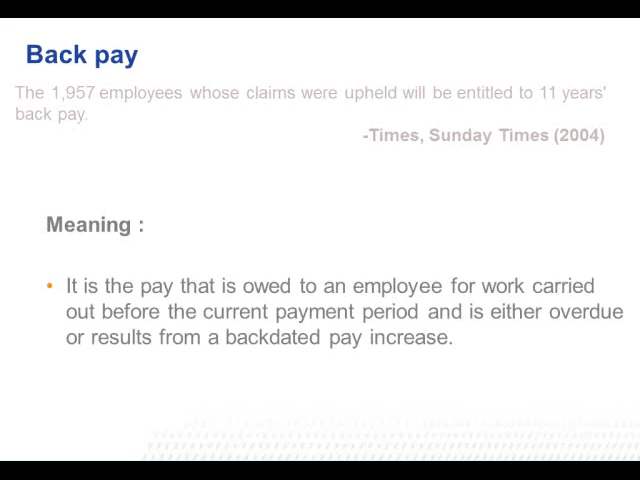 Back pay
The 1,957 employees whose claims were upheld will be entitled to 11 years'
back pay.
-Times, Sunday Times (2004)
Meaning :
• It is the pay that is owed to an employee for work carried
out before the current payment period and is either overdue
or results from a backdated pay increase.